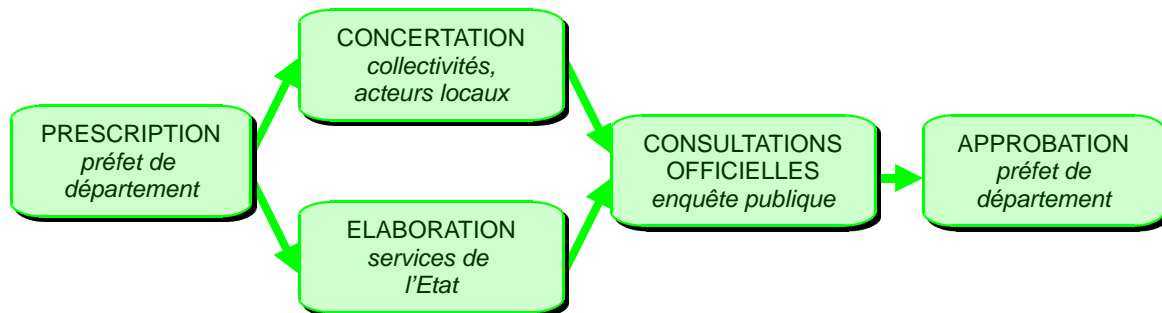 PRESCRIPTION
préfet de
département
CONCERTATION
collectivités,
acteurs locaux
ELABORATION
services de
l'Etat
CONSULTATIONS
OFFICIELLES
enquête publique
APPROBATION
préfet de
département